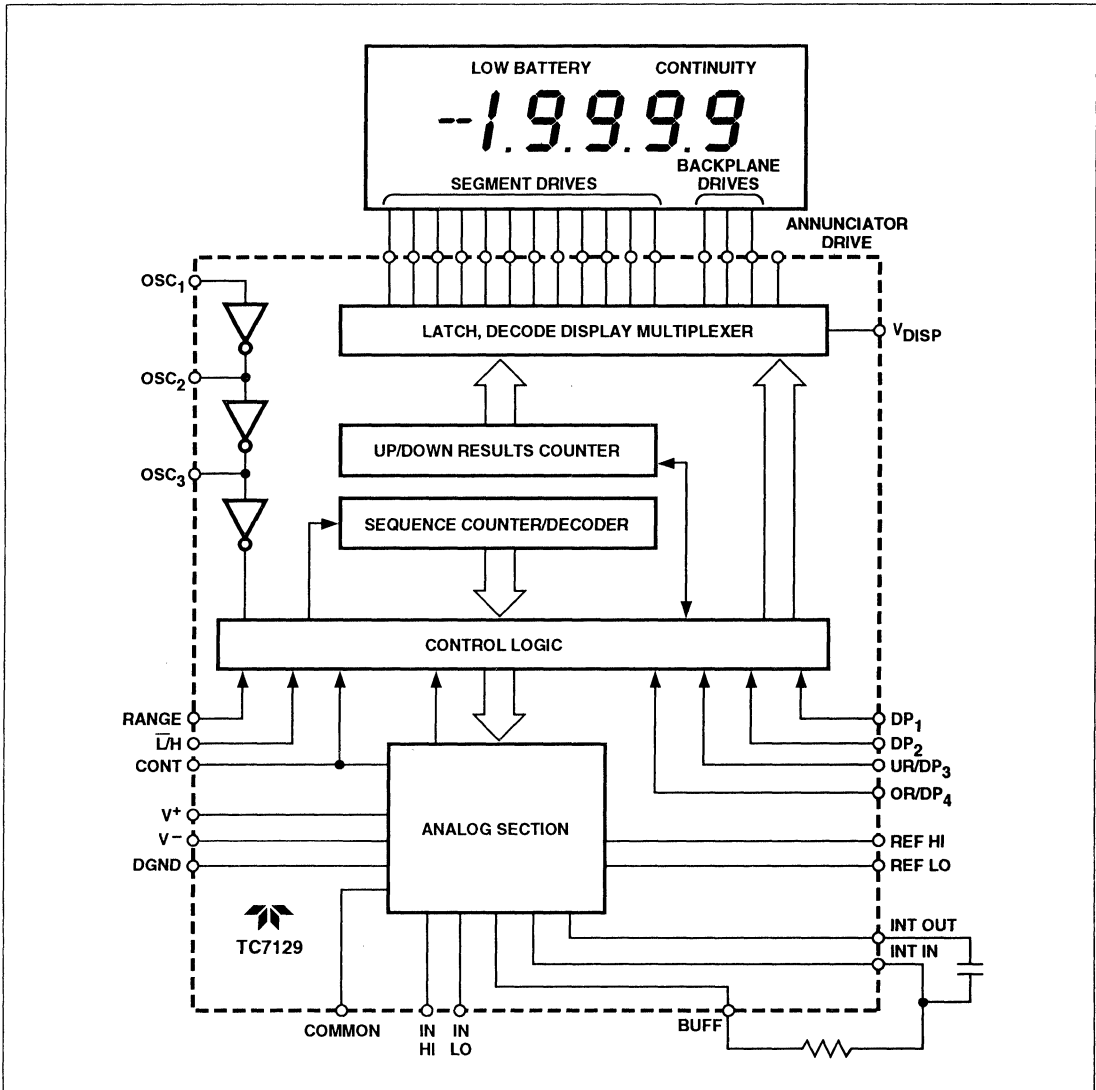 LOW BATTERY CONTINUITY
-1.9.9.9.9
SEGMENT DRIVES
BACKPLANE
DRIVES
ANNUNCIATOR
DRIVE
OSC1
OSC2
OSC3
LATCH, DECODE DISPLAY MULTIPLEXER
VDISP
UP/DOWN RESULTS COUNTER
SEQUENCE COUNTER/DECODER
CONTROL LOGIC
RANGE
L̅/H
CONT
V+
V−
DGND
ANALOG SECTION
DP1
DP2
UR/DP3
OR/DP4
REF HI
REF LO
INT OUT
INT IN
TC7129
COMMON
IN
HI
IN
LO
BUFF